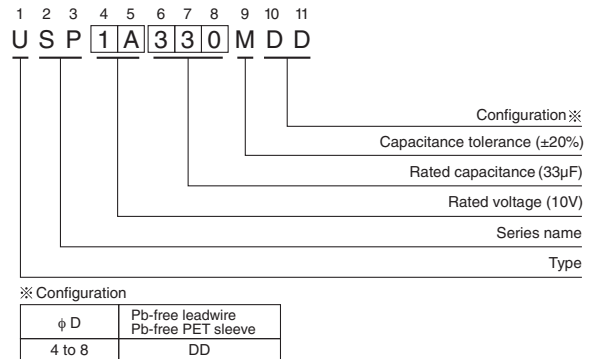 1 2 3 4 5 6 7 8 9 10 11
U S P 1 A 3 3 0 M D D
Configuration※
Capacitance tolerance (±20%)
Rated capacitance (33µF)
Rated voltage (10V)
Series name
Type
※ Configuration
ϕ D
Pb-free leadwire
Pb-free PET sleeve
4 to 8 DD